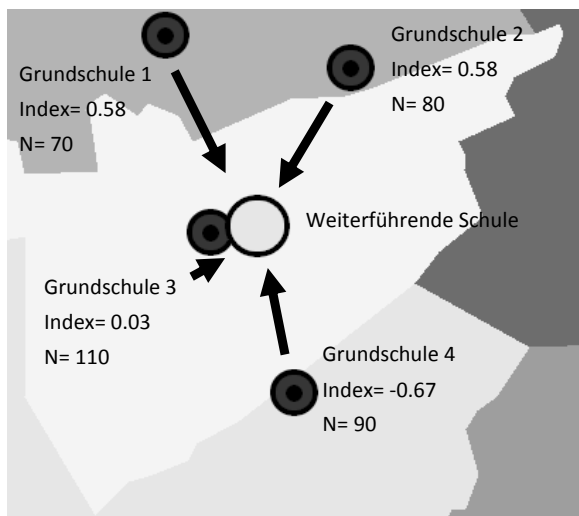 Grundschule 1
Index= 0.58
N= 70
Grundschule 2
Index= 0.58
N= 80
Weiterführende Schule
Grundschule 3
Index= 0.03
N= 110
Grundschule 4
Index= -0.67
N= 90